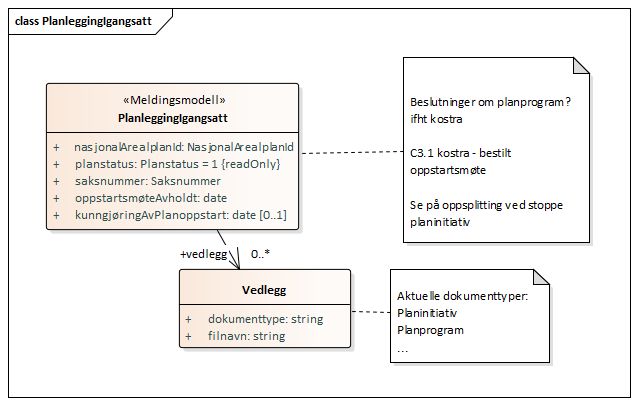 class PlanleggingIgangsatt
«Meldingsmodell»
PlanleggingIgangsatt
+ nasjonalArealplanId: NasjonalArealplanId
+ planstatus: Planstatus = 1 {readOnly}
+ saksnummer: Saksnummer
+ oppstartsmøteAvholdt: date
+ kunngjøringAvPlanoppstart: date [0..1]
Beslutninger om planprogram?
ifht kostra
C3.1 kostra - bestilt
oppstartsmøte
Se på oppsplitting ved stoppe
planinitiativ
+vedlegg 0..*
Vedlegg
+ dokumenttype: string
+ filnavn: string
Aktuelle dokumenttyper:
Planinitiativ
Planprogram
...